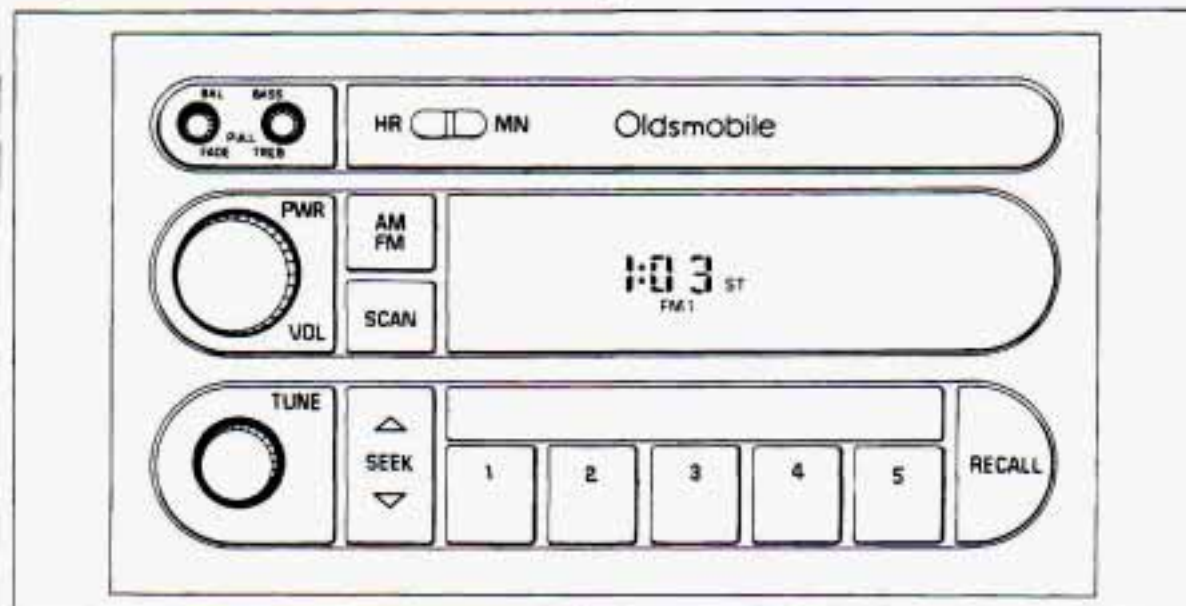 BAL BASS
PULL
FADE TREB
HR MN Oldsmobile
PWR
VOL
AM
FM
SCAN
1:03 ST
FM1
TUNE
SEEK
1 2 3 4 5
RECALL